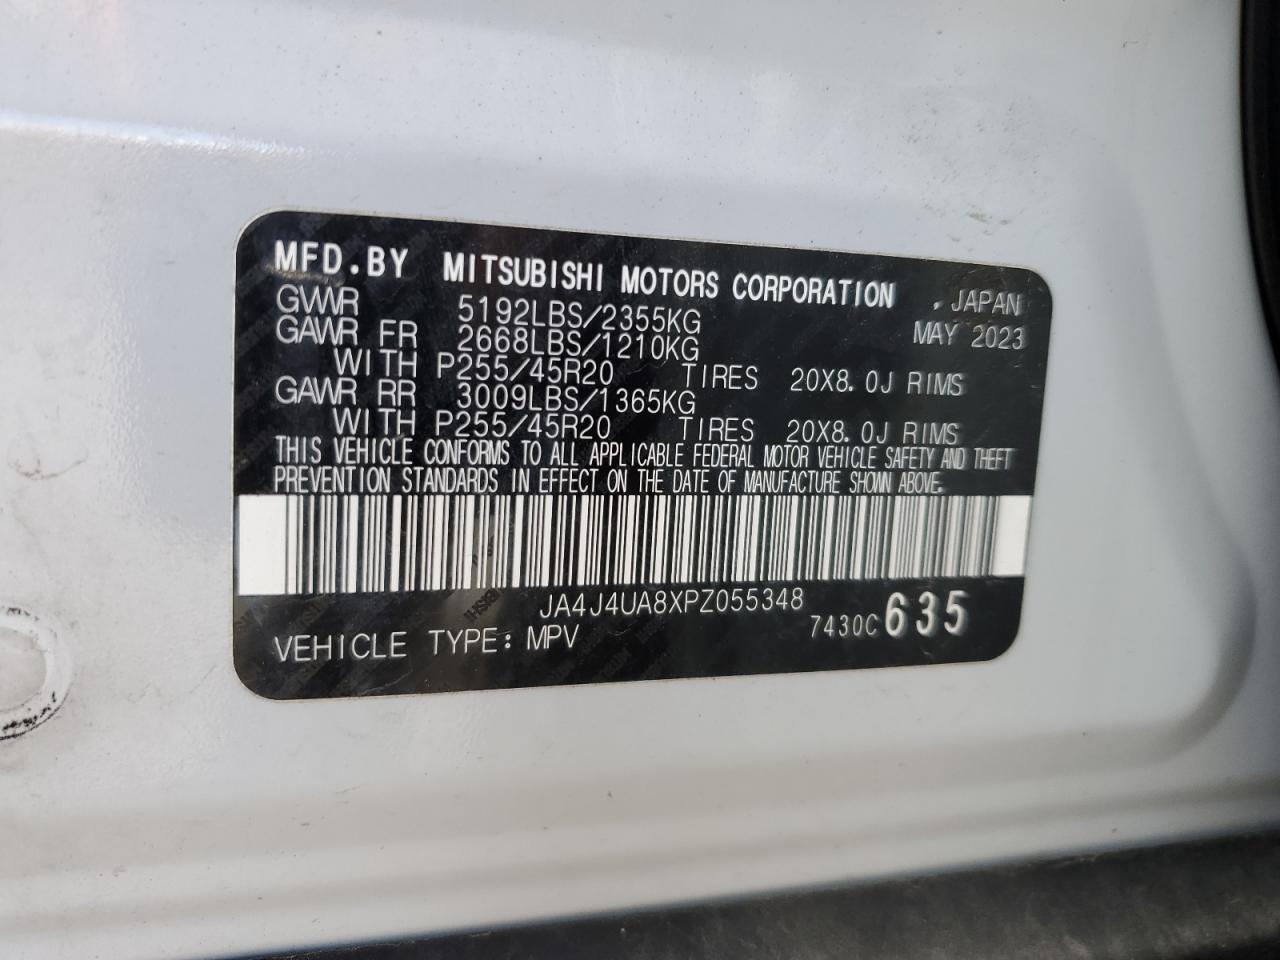 MFD.BY MITSUBISHI MOTORS CORPORATION , JAPAN
GVWR 5192LBS/2355KG MAY 2023
GAWR FR 2668LBS/1210KG
WITH P255/45R20 TIRES 20X8.0J RIMS
GAWR RR 3009LBS/1365KG
WITH P255/45R20 TIRES 20X8.0J RIMS
THIS VEHICLE CONFORMS TO ALL APPLICABLE FEDERAL MOTOR VEHICLE SAFETY AND THEFT
PREVENTION STANDARDS IN EFFECT ON THE DATE OF MANUFACTURE SHOWN ABOVE.
JA4J4UA8XPZ055348
VEHICLE TYPE: MPV 7430C 635